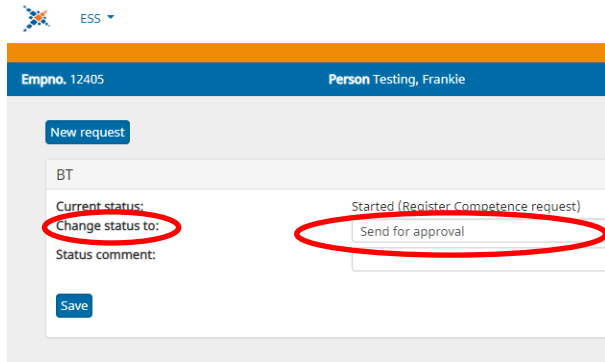 ESS
Empno. 12405 Person Testing, Frankie
New request
BT
Current status: Started (Register Competence request)
Change status to: Send for approval
Status comment:
Save